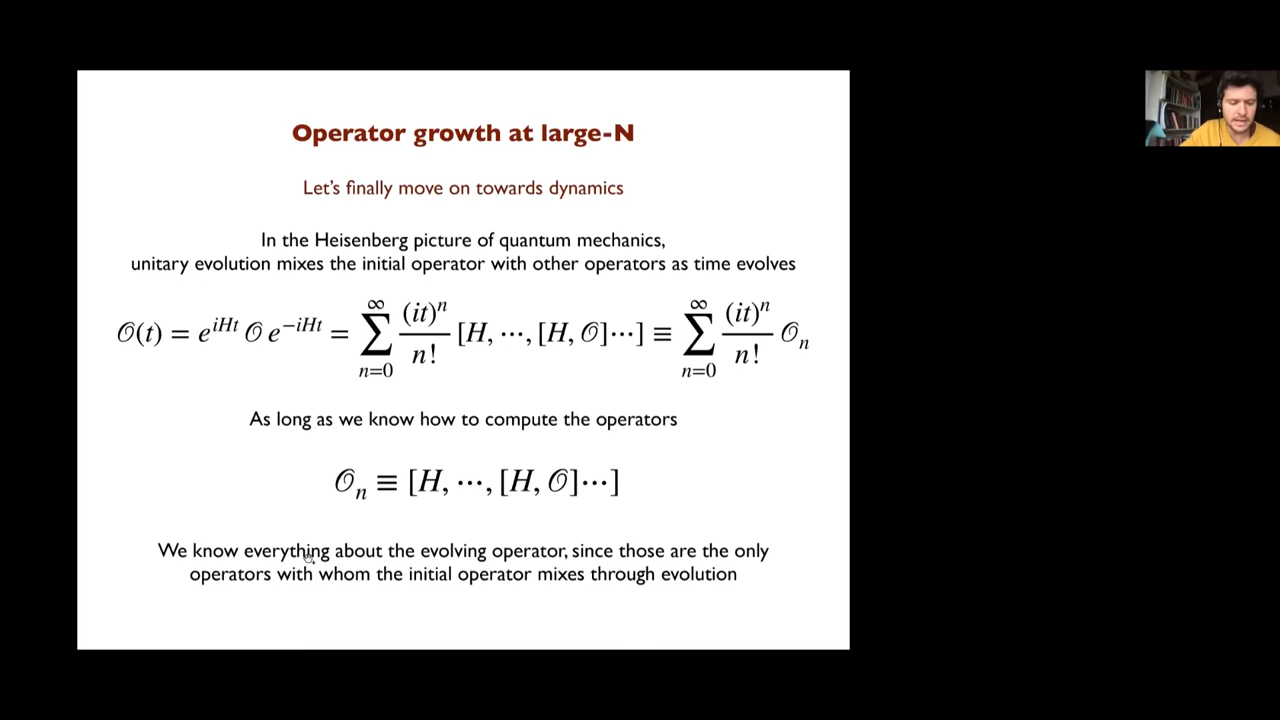 Operator growth at large-N
Let's finally move on towards dynamics
In the Heisenberg picture of quantum mechanics,
unitary evolution mixes the initial operator with other operators as time evolves
𝒪(t) = e^{iHt} 𝒪 e^{−iHt} = ∑_{n=0}^{∞} (it)^n / n! [H, ⋯, [H, 𝒪]⋯] ≡ ∑_{n=0}^{∞} (it)^n / n! 𝒪_n
As long as we know how to compute the operators
𝒪_n ≡ [H, ⋯, [H, 𝒪]⋯]
We know everything about the evolving operator, since those are the only
operators with whom the initial operator mixes through evolution